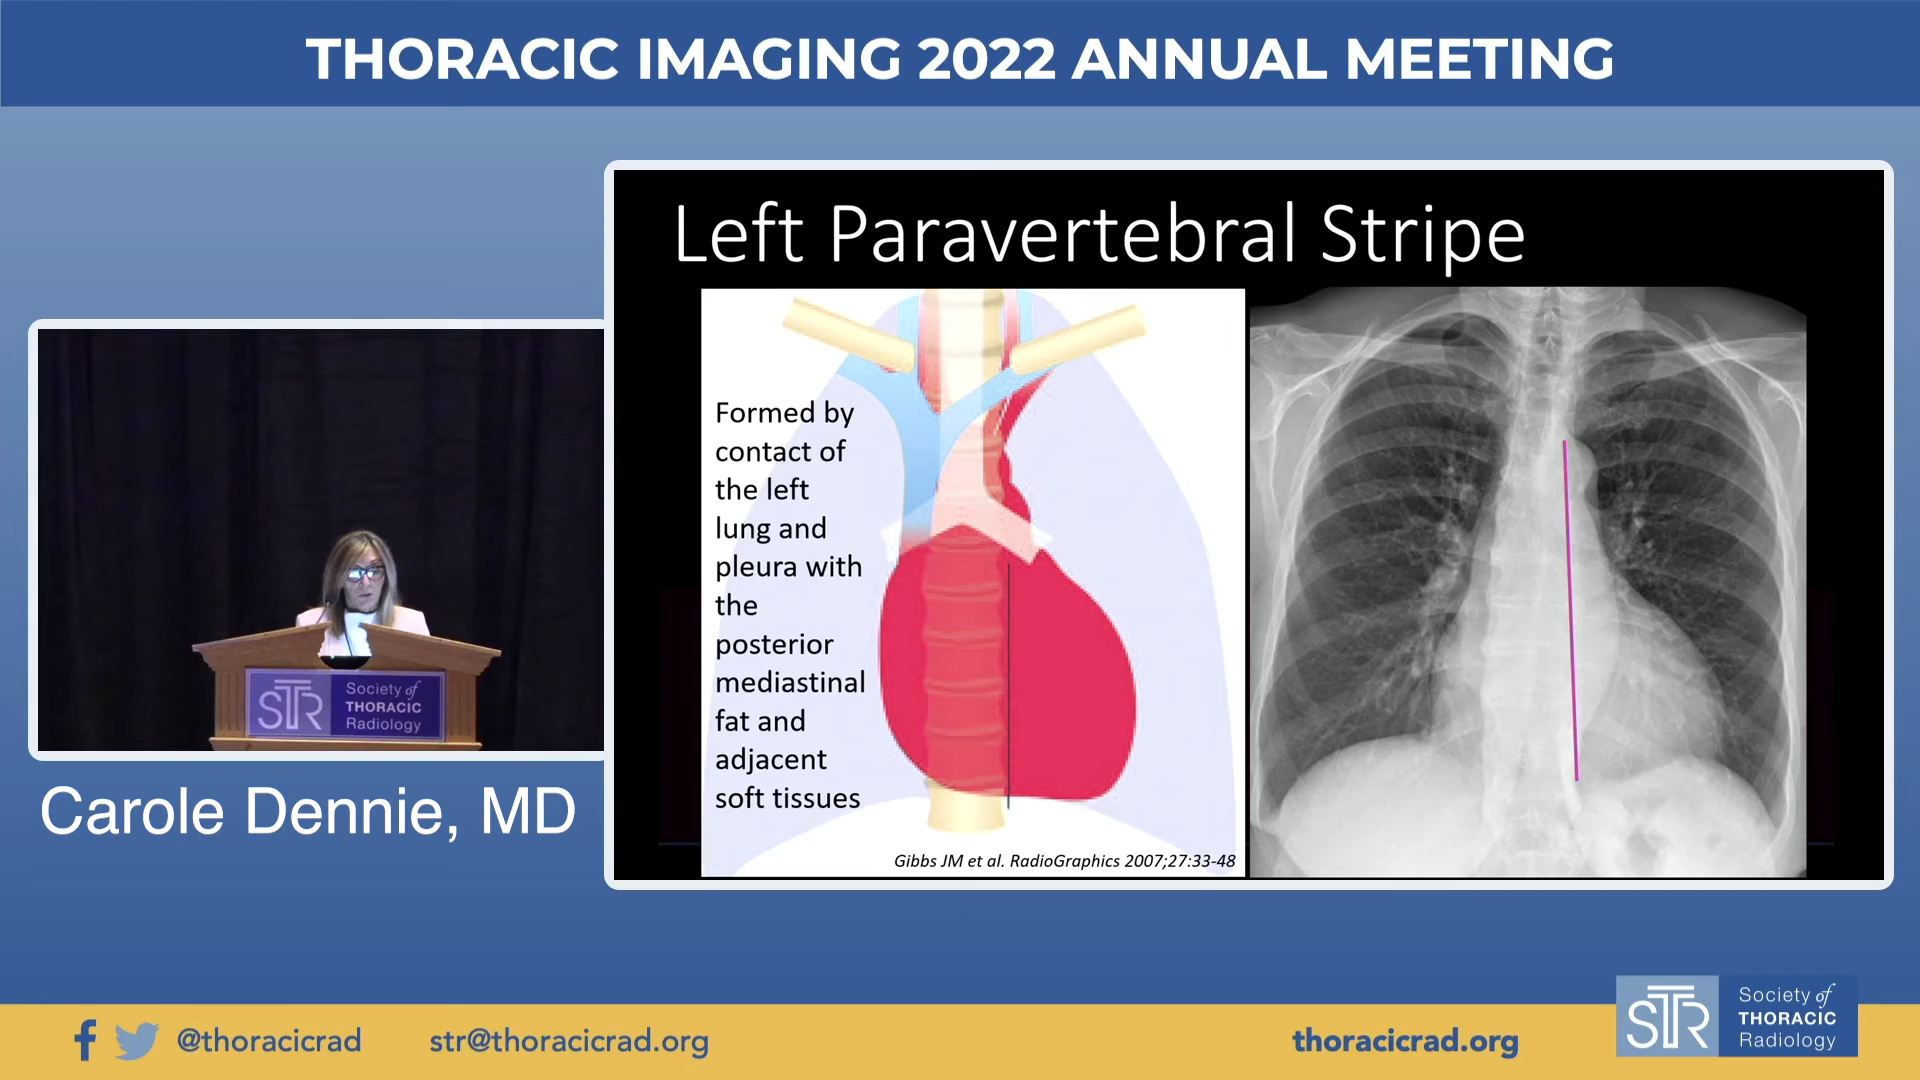 THORACIC IMAGING 2022 ANNUAL MEETING
Left Paravertebral Stripe
Formed by
contact of
the left
lung and
pleura with
the
posterior
mediastinal
fat and
adjacent
soft tissues
Gibbs JM et al. RadioGraphics 2007;27:33-48
STR
Society of
THORACIC
Radiology
Carole Dennie, MD
@thoracicrad
str@thoracicrad.org
thoracicrad.org
STR
Society of
THORACIC
Radiology